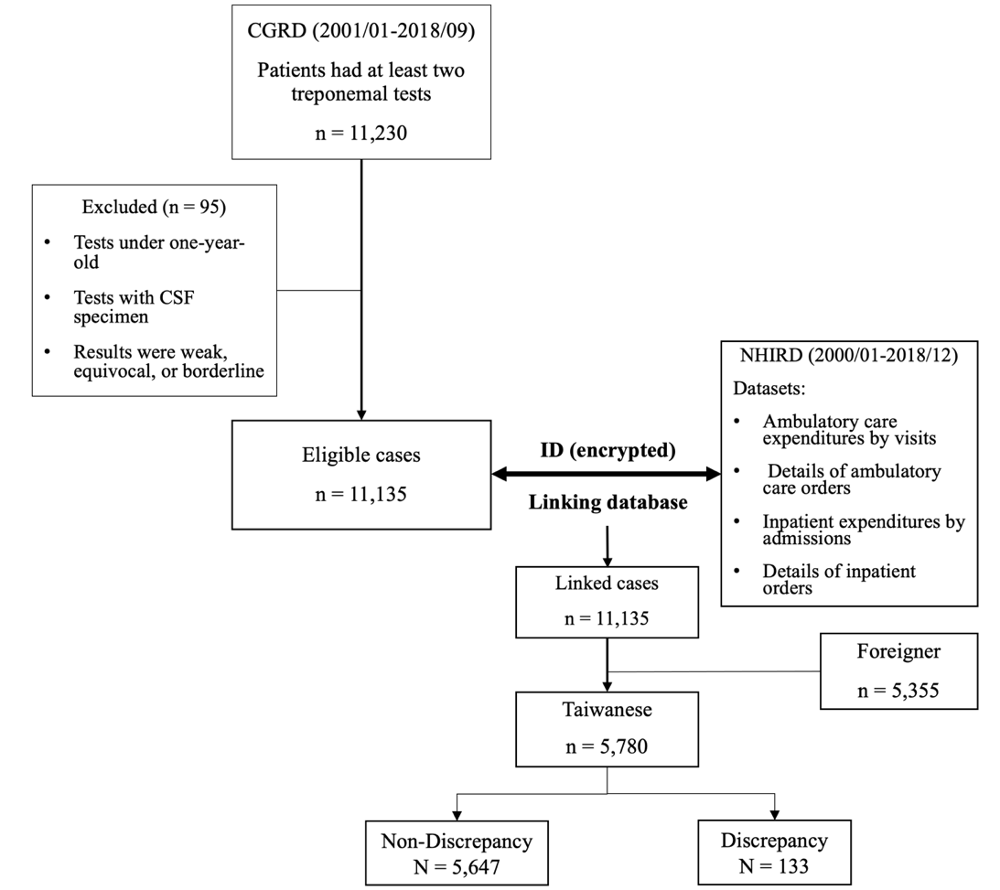 CGRD (2001/01-2018/09)
Patients had at least two
treponemal tests
n = 11,230
Excluded (n = 95)
• Tests under one-year-
old
• Tests with CSF
specimen
• Results were weak,
equivocal, or borderline
Eligible cases
n = 11,135
ID (encrypted)
Linking database
NHIRD (2000/01-2018/12)
Datasets:
• Ambulatory care
expenditures by visits
• Details of ambulatory
care orders
• Inpatient expenditures by
admissions
• Details of inpatient
orders
Linked cases
n = 11,135
Foreigner
n = 5,355
Taiwanese
n = 5,780
Non-Discrepancy
N = 5,647
Discrepancy
N = 133